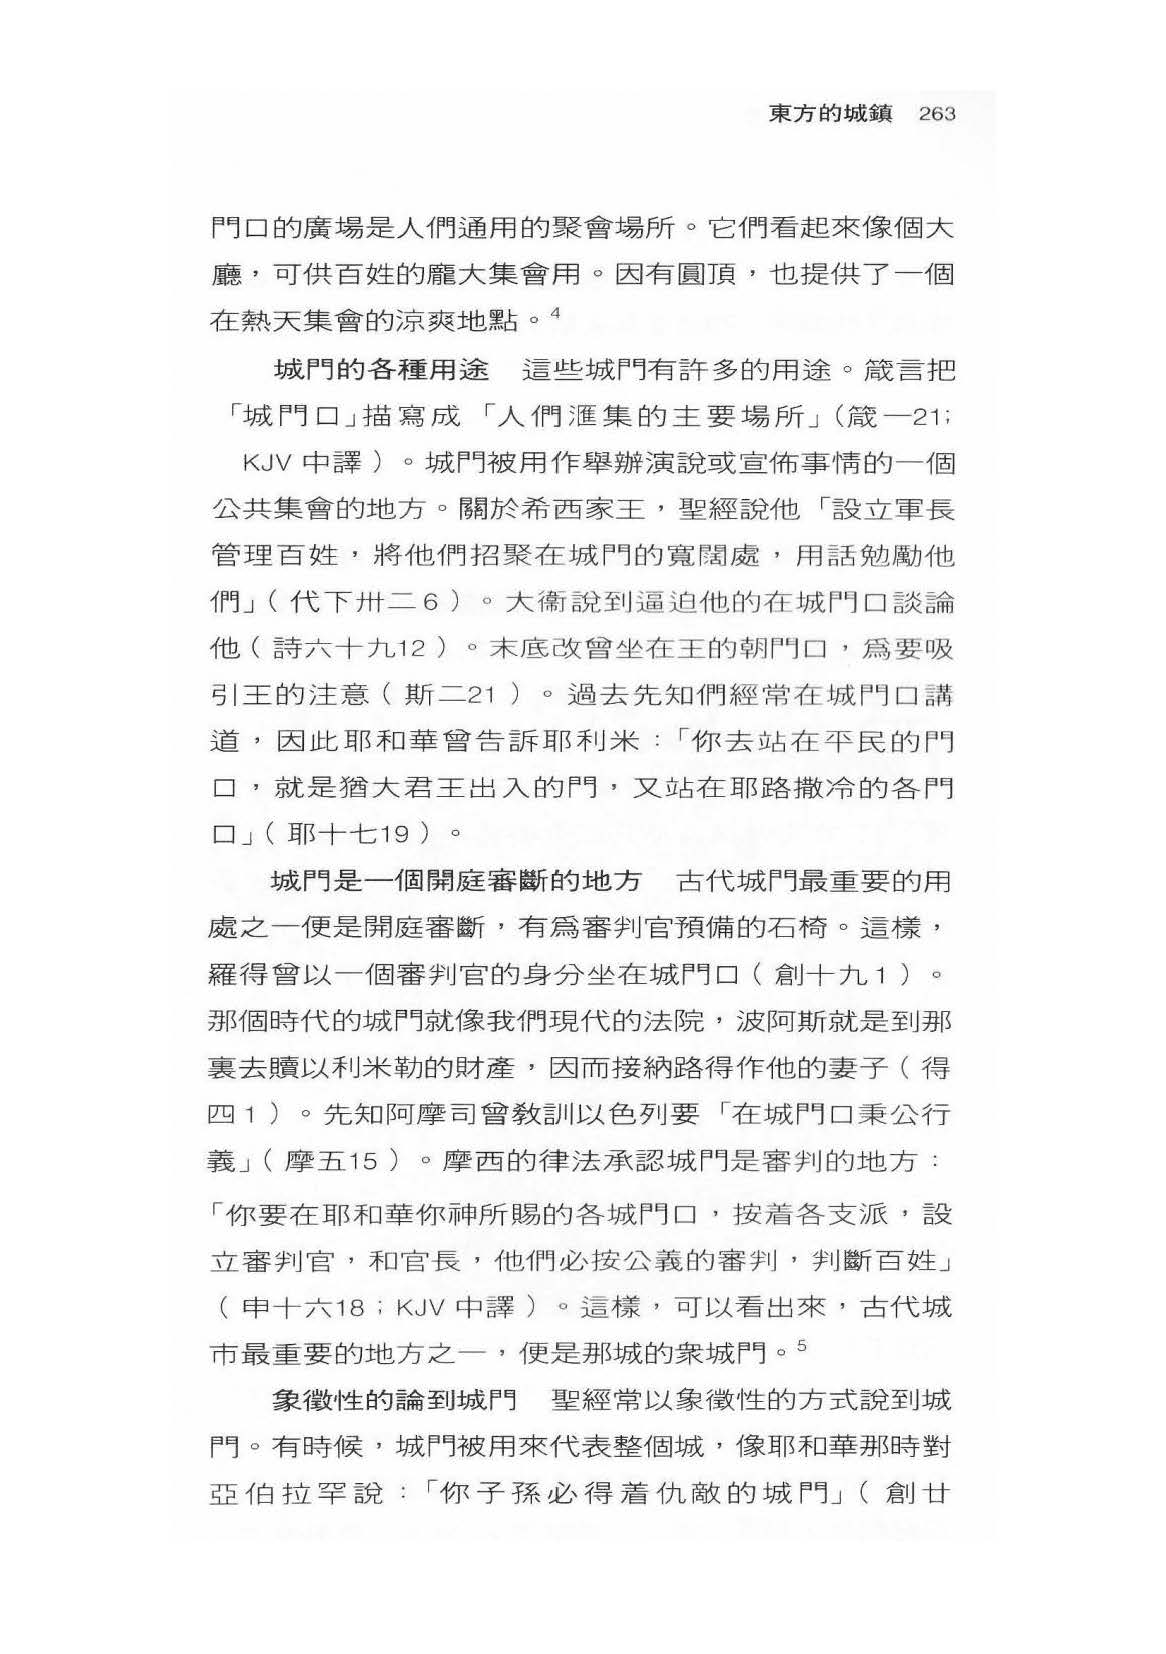 東方的城鎮 263
門口的廣場是人們通用的聚會場所。它們看起來像個大
廳，可供百姓的龐大集會用。因有圓頂，也提供了一個
在熱天集會的涼爽地點。4
城門的各種用途 這些城門有許多的用途。箴言把
「城門口」描寫成「人們滙集的主要場所」（箴一21;
KJV 中譯）。城門被用作舉辦演說或宣佈事情的一個
公共集會的地方。關於希西家王，聖經說他「設立軍長
管理百姓，將他們招聚在城門的寬闊處，用話勉勵他
們」（代下卅二6）。大衞說到逼迫他的在城門口談論
他（詩六十九12）。末底改曾坐在王的朝門口，爲要吸
引王的注意（斯二21）。過去先知們經常在城門口講
道，因此耶和華曾告訴耶利米：「你去站在平民的門
口，就是猶大君王出入的門，又站在耶路撒冷的各門
口」（耶十七19）。
城門是一個開庭審斷的地方 古代城門最重要的用
處之一便是開庭審斷，有爲審判官預備的石椅。這樣，
羅得曾以一個審判官的身分坐在城門口（創十九1）。
那個時代的城門就像我們現代的法院，波阿斯就是到那
裏去贖以利米勒的財產，因而接納路得作他的妻子（得
四1）。先知阿摩司曾敎訓以色列要「在城門口秉公行
義」（摩五15）。摩西的律法承認城門是審判的地方：
「你要在耶和華你神所賜的各城門口，按着各支派，設
立審判官，和官長，他們必按公義的審判，判斷百姓」
（申十六18；KJV 中譯）。這樣，可以看出來，古代城
市最重要的地方之一，便是那城的衆城門。5
象徵性的論到城門 聖經常以象徵性的方式說到城
門。有時候，城門被用來代表整個城，像耶和華那時對
亞伯拉罕說：「你子孫必得着仇敵的城門」（創廿